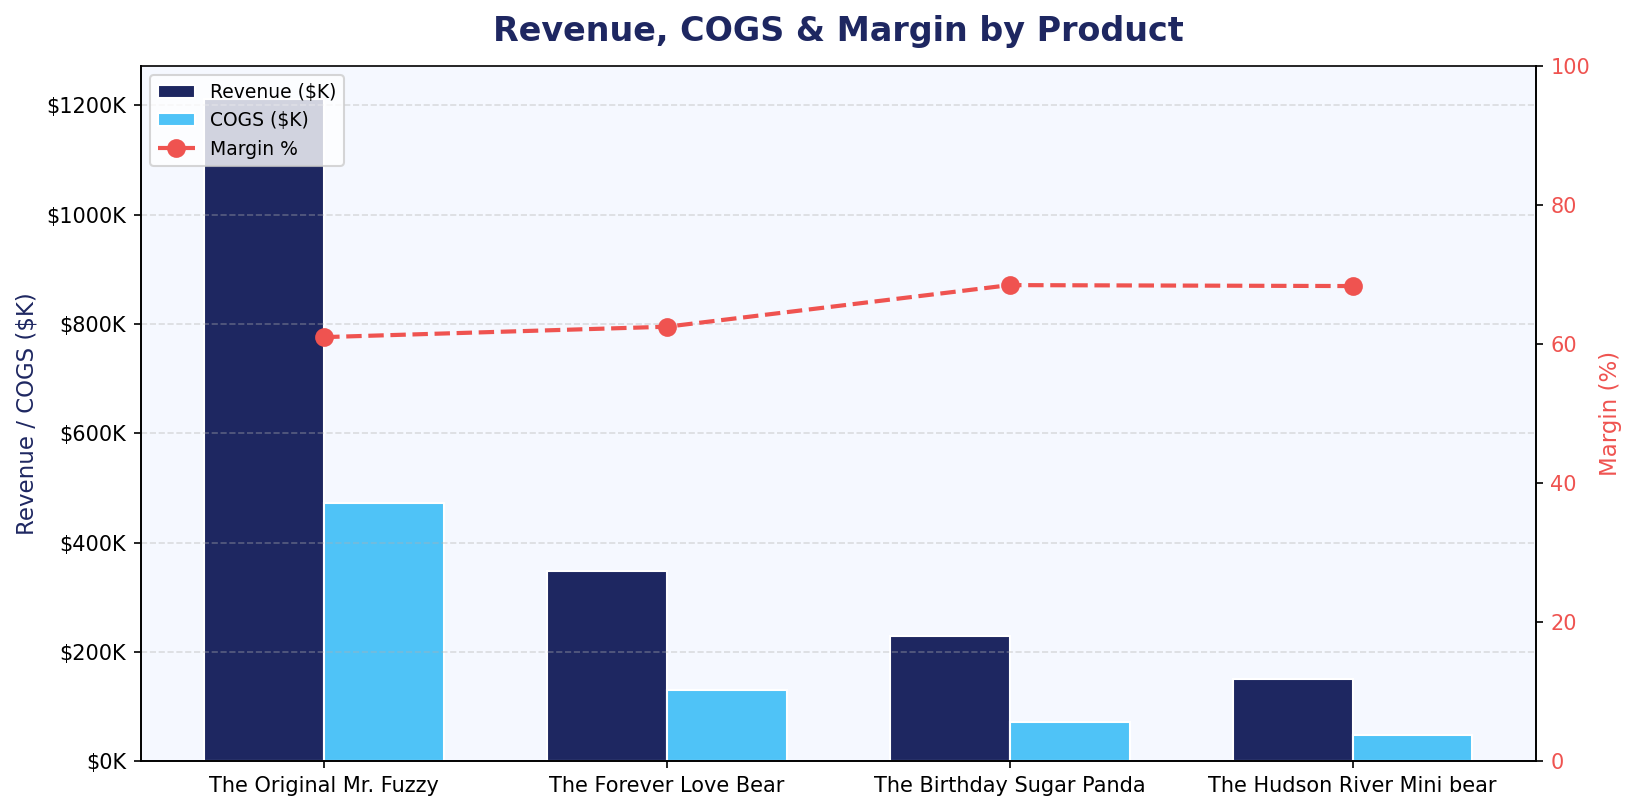 Revenue, COGS & Margin by Product
Revenue ($K)
COGS ($K)
Margin %
Revenue / COGS ($K)
$1200K
$1000K
$800K
$600K
$400K
$200K
$0K
100
80
60
40
20
0
Margin (%)
The Original Mr. Fuzzy
The Forever Love Bear
The Birthday Sugar Panda
The Hudson River Mini bear